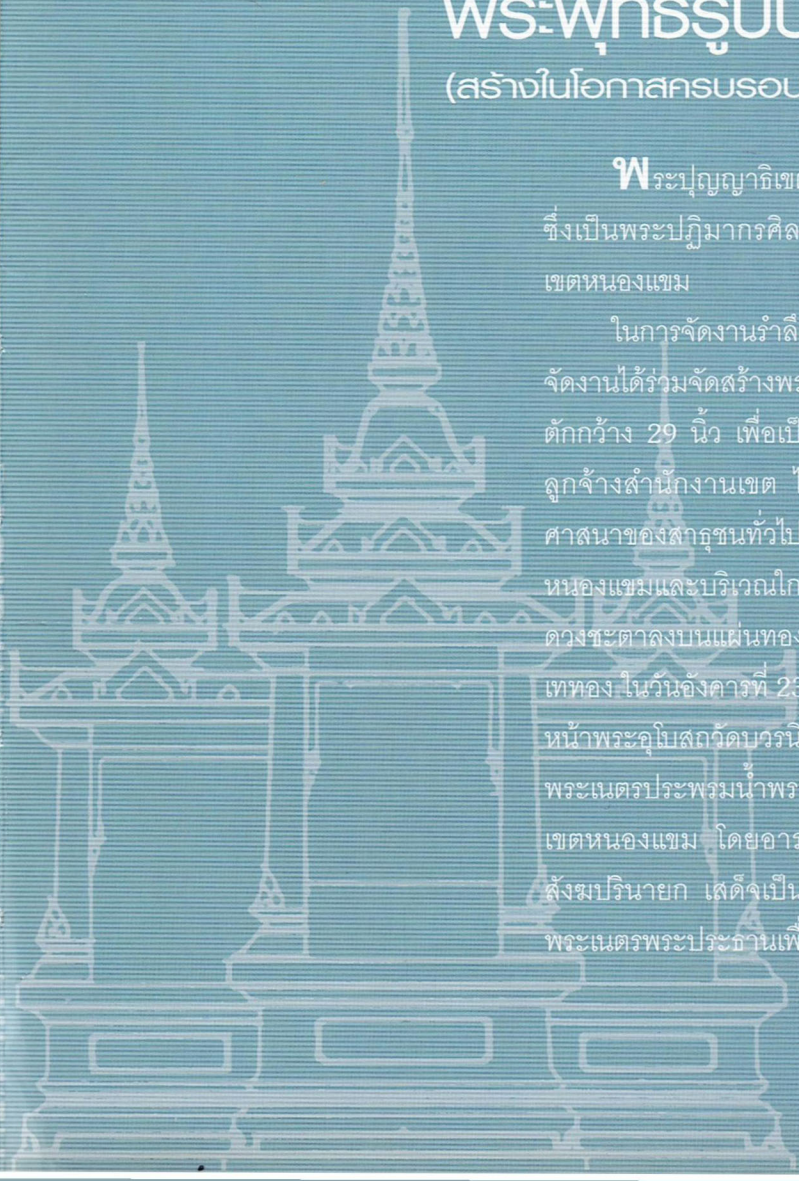 พระพุทธรูปป
(สร้างในโอกาสครบรอบ
พระปุญญาธิเข
ซึ่งเป็นพระปฏิมากรศิล
เขตหนองแขม
ในการจัดงานรำลึ
จัดงานได้ร่วมจัดสร้างพร
ตักกว้าง 29 นิ้ว เพื่อเป็
ลูกจ้างสำนักงานเขต ไ
ศาสนาของสาธุชนทั่วไป
หนองแขมและบริเวณใก
ดวงชะตาลงบนแผ่นทอง
เททอง ในวันอังคารที่ 23
หน้าพระอุโบสถวัดบวรนิ
พระเนตรประพรมน้ำพร
เขตหนองแขม โดยอาร
สังฆปรินายก เสด็จเป็น
พระเนตรพระประธานเพื่